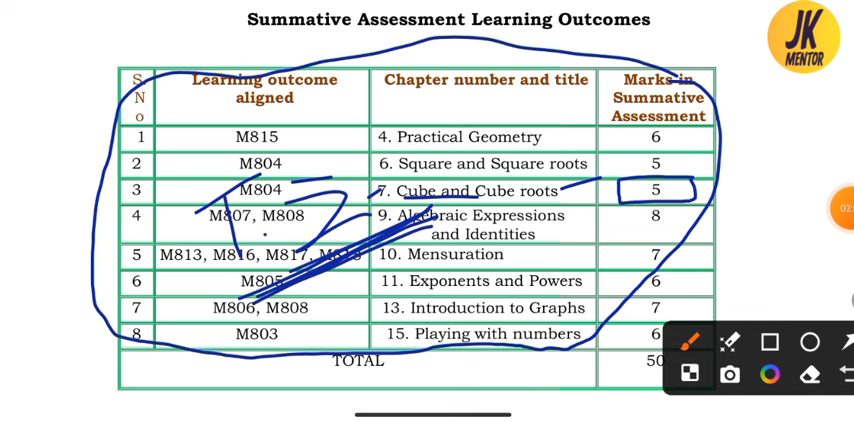 Summative Assessment Learning Outcomes
JK
MENTOR
S. N o Learning outcome aligned Chapter number and title Marks in Summative Assessment
1 M815 4. Practical Geometry 6
2 M804 6. Square and Square roots 5
3 M804 7. Cube and Cube roots 5
4 M807, M808 9. Algebraic Expressions and Identities 8
5 M813, M816, M817, M818 10. Mensuration 7
6 M805 11. Exponents and Powers 6
7 M806, M808 13. Introduction to Graphs 7
8 M803 15. Playing with numbers 6
TOTAL 50